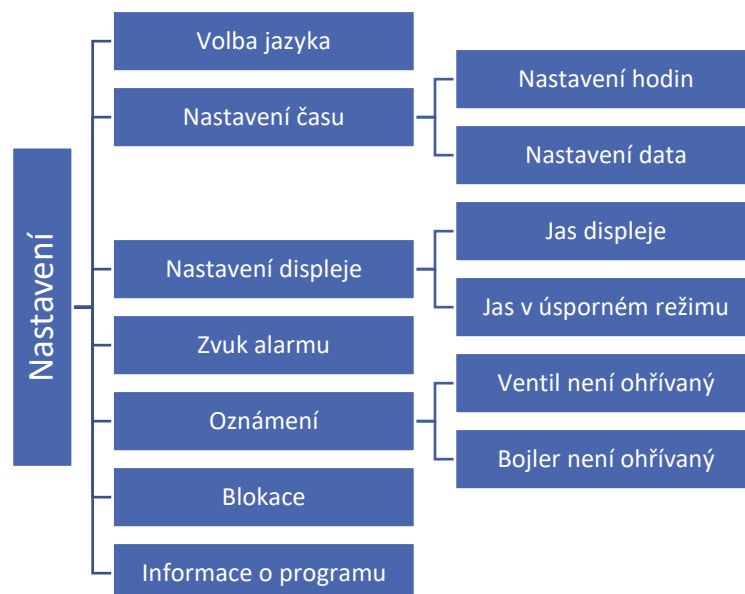 Nastavení
Volba jazyka
Nastavení času
Nastavení hodin
Nastavení data
Nastavení displeje
Jas displeje
Jas v úsporném režimu
Zvuk alarmu
Oznámení
Ventil není ohřívaný
Bojler není ohřívaný
Blokace
Informace o programu